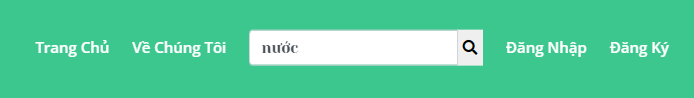 Trang Chủ Về Chúng Tôi nước Đăng Nhập Đăng Ký